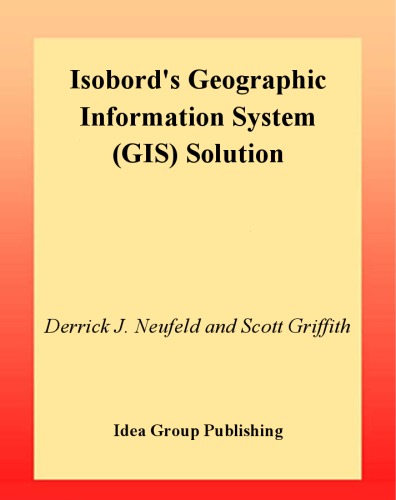 Isobord's Geographic
Information System
(GIS) Solution
Derrick J. Neufeld and Scott Griffith
Idea Group Publishing